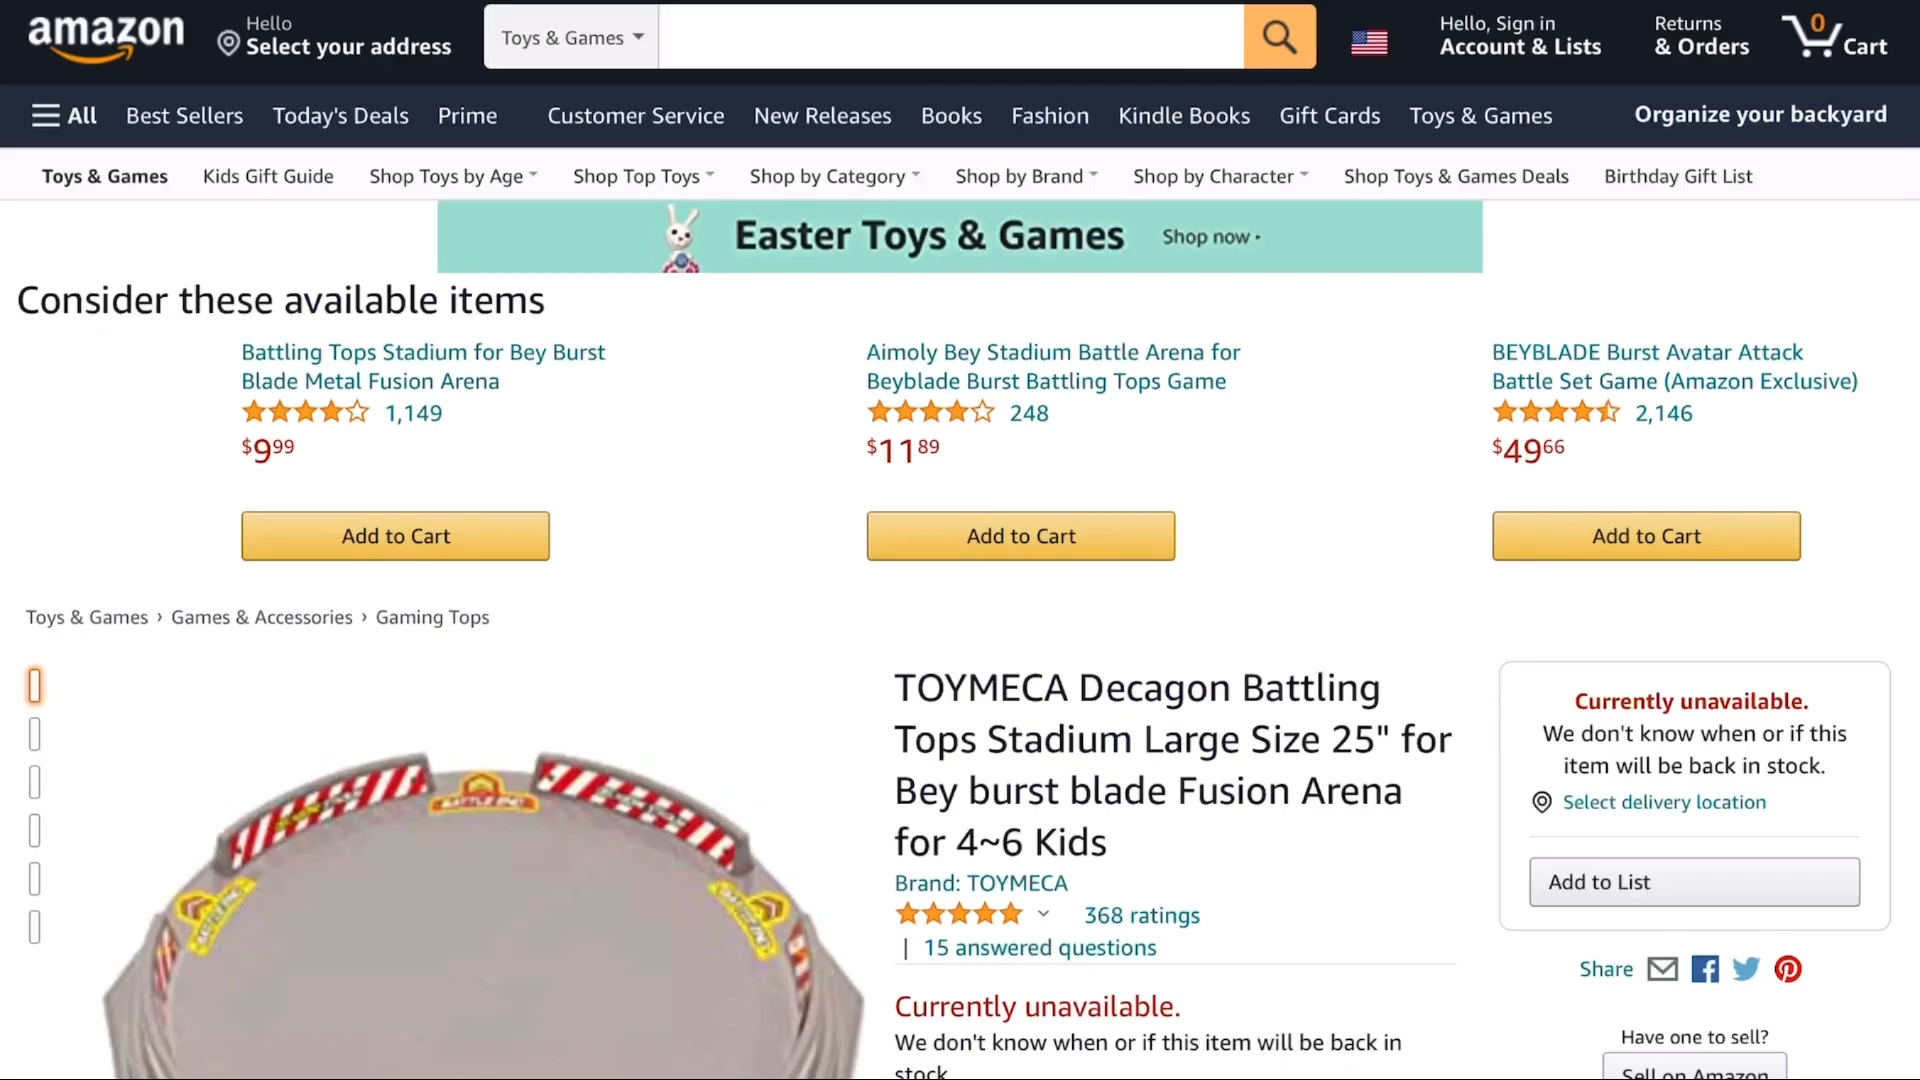 amazon
Hello
Select your address
Toys & Games
Hello, Sign in
Account & Lists
Returns
& Orders
0
Cart
All
Best Sellers
Today's Deals
Prime
Customer Service
New Releases
Books
Fashion
Kindle Books
Gift Cards
Toys & Games
Organize your backyard
Toys & Games
Kids Gift Guide
Shop Toys by Age
Shop Top Toys
Shop by Category
Shop by Brand
Shop by Character
Shop Toys & Games Deals
Birthday Gift List
Easter Toys & Games
Shop now
Consider these available items
Battling Tops Stadium for Bey Burst
Blade Metal Fusion Arena
1,149
$9.99
Add to Cart
Aimoly Bey Stadium Battle Arena for
Beyblade Burst Battling Tops Game
248
$11.89
Add to Cart
BEYBLADE Burst Avatar Attack
Battle Set Game (Amazon Exclusive)
2,146
$49.66
Add to Cart
Toys & Games › Games & Accessories › Gaming Tops
TOYMECA Decagon Battling
Tops Stadium Large Size 25" for
Bey burst blade Fusion Arena
for 4~6 Kids
Brand: TOYMECA
368 ratings
| 15 answered questions
Currently unavailable.
We don't know when or if this item will be back in
stock
Currently unavailable.
We don't know when or if this
item will be back in stock.
Select delivery location
Add to List
Share
Have one to sell?
Sell on Amazon